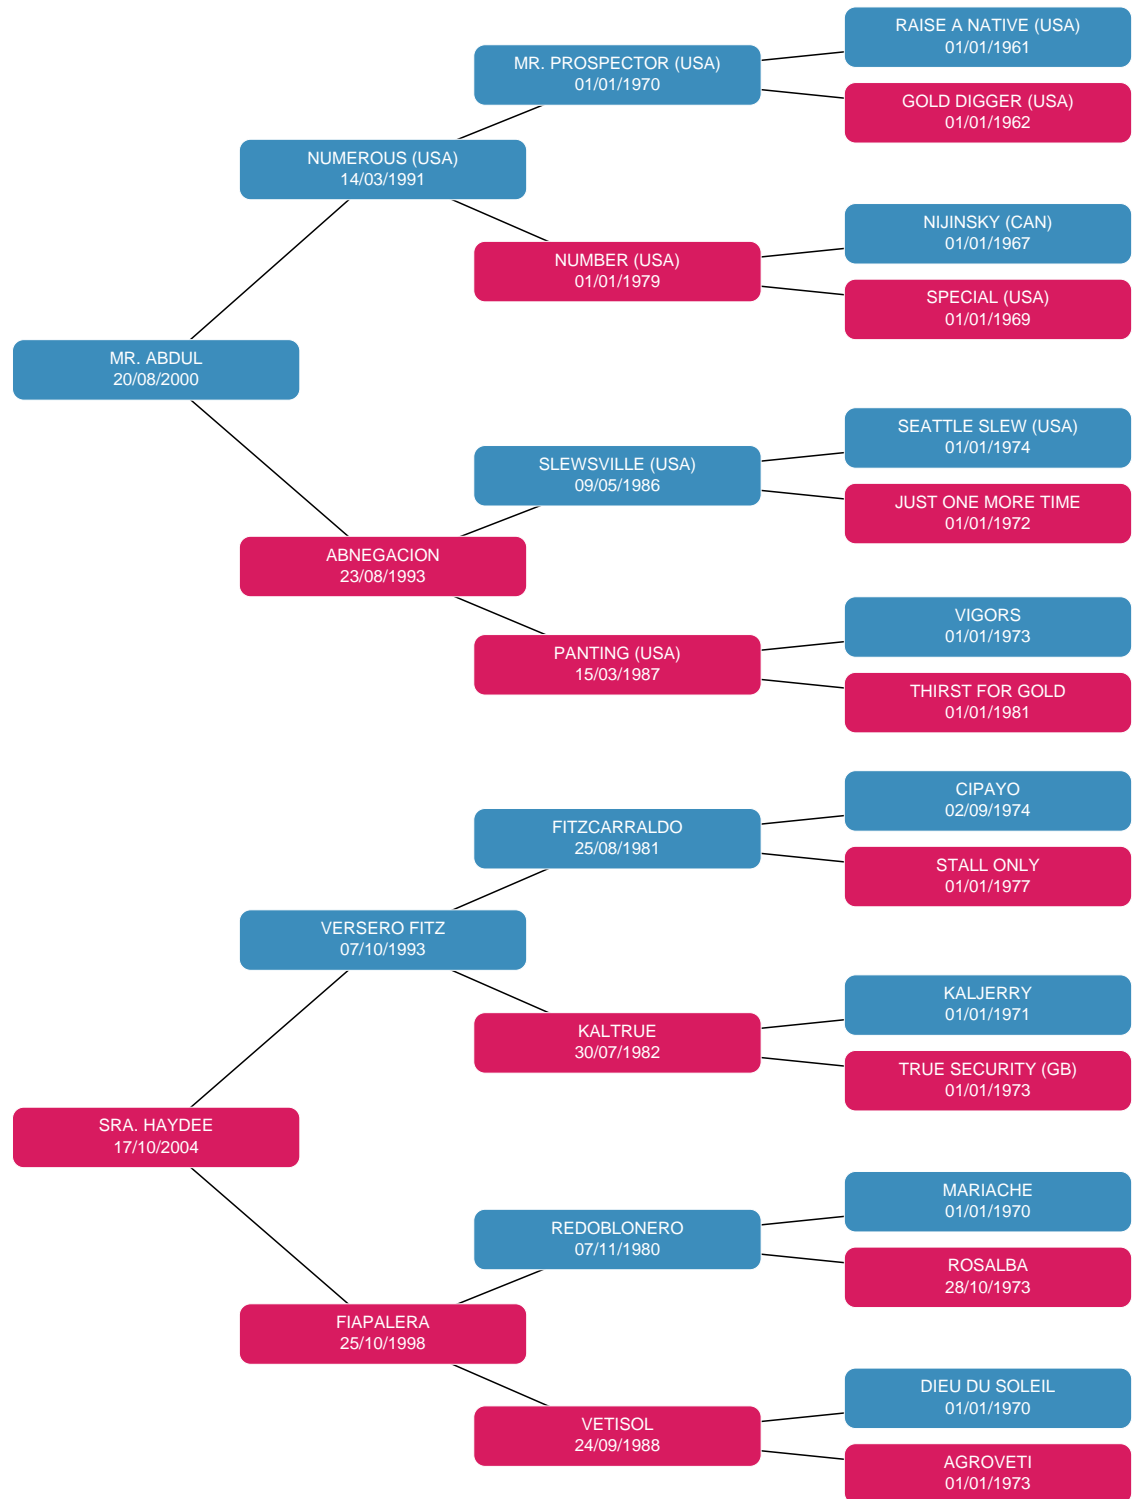 RAISE A NATIVE (USA)
01/01/1961
MR. PROSPECTOR (USA)
01/01/1970
GOLD DIGGER (USA)
01/01/1962
NUMEROUS (USA)
14/03/1991
NIJINSKY (CAN)
01/01/1967
NUMBER (USA)
01/01/1979
SPECIAL (USA)
01/01/1969
MR. ABDUL
20/08/2000
SEATTLE SLEW (USA)
01/01/1974
SLEWSVILLE (USA)
09/05/1986
JUST ONE MORE TIME
01/01/1972
ABNEGACION
23/08/1993
VIGORS
01/01/1973
PANTING (USA)
15/03/1987
THIRST FOR GOLD
01/01/1981
CIPAYO
02/09/1974
FITZCARRALDO
25/08/1981
STALL ONLY
01/01/1977
VERSERO FITZ
07/10/1993
KALJERRY
01/01/1971
KALTRUE
30/07/1982
TRUE SECURITY (GB)
01/01/1973
SRA. HAYDEE
17/10/2004
MARIACHE
01/01/1970
REDOBLONERO
07/11/1980
ROSALBA
28/10/1973
FIAPALERA
25/10/1998
DIEU DU SOLEIL
01/01/1970
VETISOL
24/09/1988
AGROVETI
01/01/1973